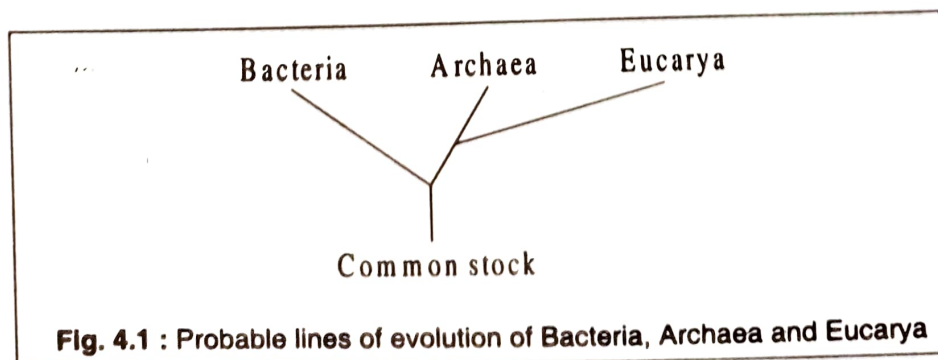 Bacteria Archaea Eucarya
Common stock
Fig. 4.1 : Probable lines of evolution of Bacteria, Archaea and Eucarya